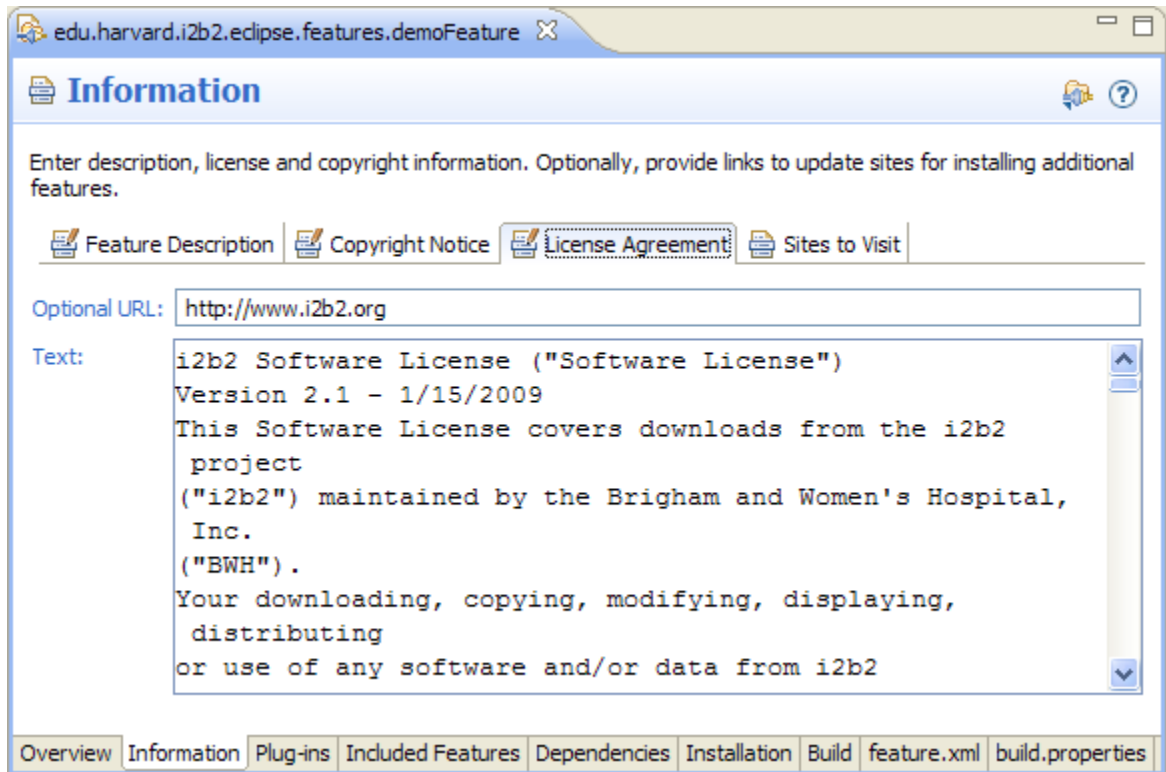 edu.harvard.i2b2.eclipse.features.demoFeature
Information
Enter description, license and copyright information. Optionally, provide links to update sites for installing additional
features.
Feature Description Copyright Notice License Agreement Sites to Visit
Optional URL: http://www.i2b2.org
Text: i2b2 Software License ("Software License")
Version 2.1 - 1/15/2009
This Software License covers downloads from the i2b2
project
("i2b2") maintained by the Brigham and Women's Hospital,
Inc.
("BWH").
Your downloading, copying, modifying, displaying,
distributing
or use of any software and/or data from i2b2
Overview Information Plug-ins Included Features Dependencies Installation Build feature.xml build.properties